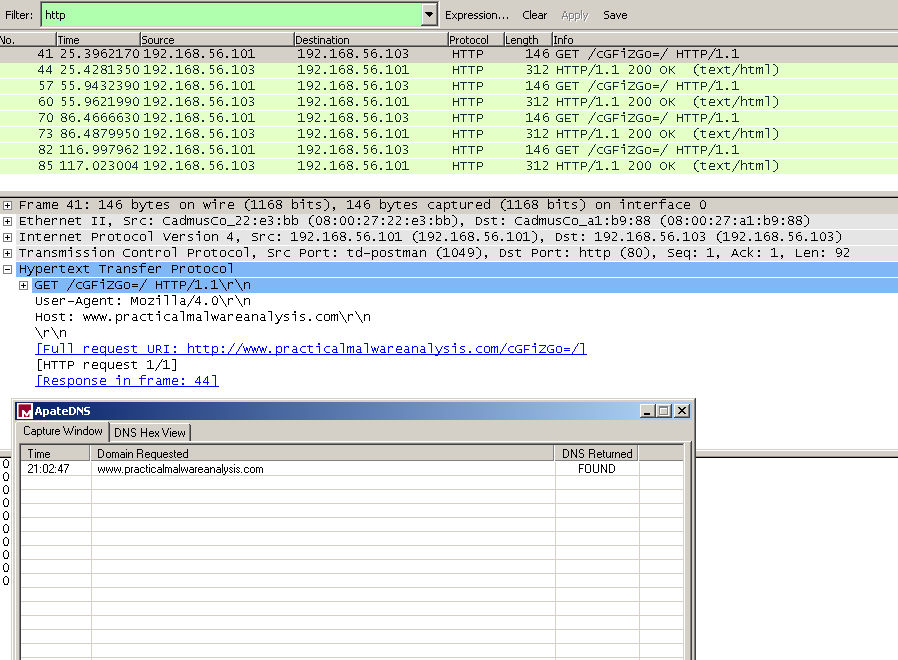 Filter: http Expression... Clear Apply Save
No. Time Source Destination Protocol Length Info
41 25.3962170 192.168.56.101 192.168.56.103 HTTP 146 GET /cGFiZGo=/ HTTP/1.1
44 25.4281350 192.168.56.103 192.168.56.101 HTTP 312 HTTP/1.1 200 OK (text/html)
57 55.9432390 192.168.56.101 192.168.56.103 HTTP 146 GET /cGFiZGo=/ HTTP/1.1
60 55.9621990 192.168.56.103 192.168.56.101 HTTP 312 HTTP/1.1 200 OK (text/html)
70 86.4666630 192.168.56.101 192.168.56.103 HTTP 146 GET /cGFiZGo=/ HTTP/1.1
73 86.4879950 192.168.56.103 192.168.56.101 HTTP 312 HTTP/1.1 200 OK (text/html)
82 116.997962 192.168.56.101 192.168.56.103 HTTP 146 GET /cGFiZGo=/ HTTP/1.1
85 117.023004 192.168.56.103 192.168.56.101 HTTP 312 HTTP/1.1 200 OK (text/html)
Frame 41: 146 bytes on wire (1168 bits), 146 bytes captured (1168 bits) on interface 0
Ethernet II, Src: CadmusCo_22:e3:bb (08:00:27:22:e3:bb), Dst: CadmusCo_a1:b9:88 (08:00:27:a1:b9:88)
Internet Protocol Version 4, Src: 192.168.56.101 (192.168.56.101), Dst: 192.168.56.103 (192.168.56.103)
Transmission Control Protocol, Src Port: td-postman (1049), Dst Port: http (80), Seq: 1, Ack: 1, Len: 92
Hypertext Transfer Protocol
GET /cGFiZGo=/ HTTP/1.1\r\n
User-Agent: Mozilla/4.0\r\n
Host: www.practicalmalwareanalysis.com\r\n
\r\n
[Full request URI: http://www.practicalmalwareanalysis.com/cGFiZGo=/]
[HTTP request 1/1]
[Response in frame: 44]
ApateDNS
Capture Window DNS Hex View
Time Domain Requested DNS Returned
21:02:47 www.practicalmalwareanalysis.com FOUND
0
0
0
0
0
0
0
0
0
0